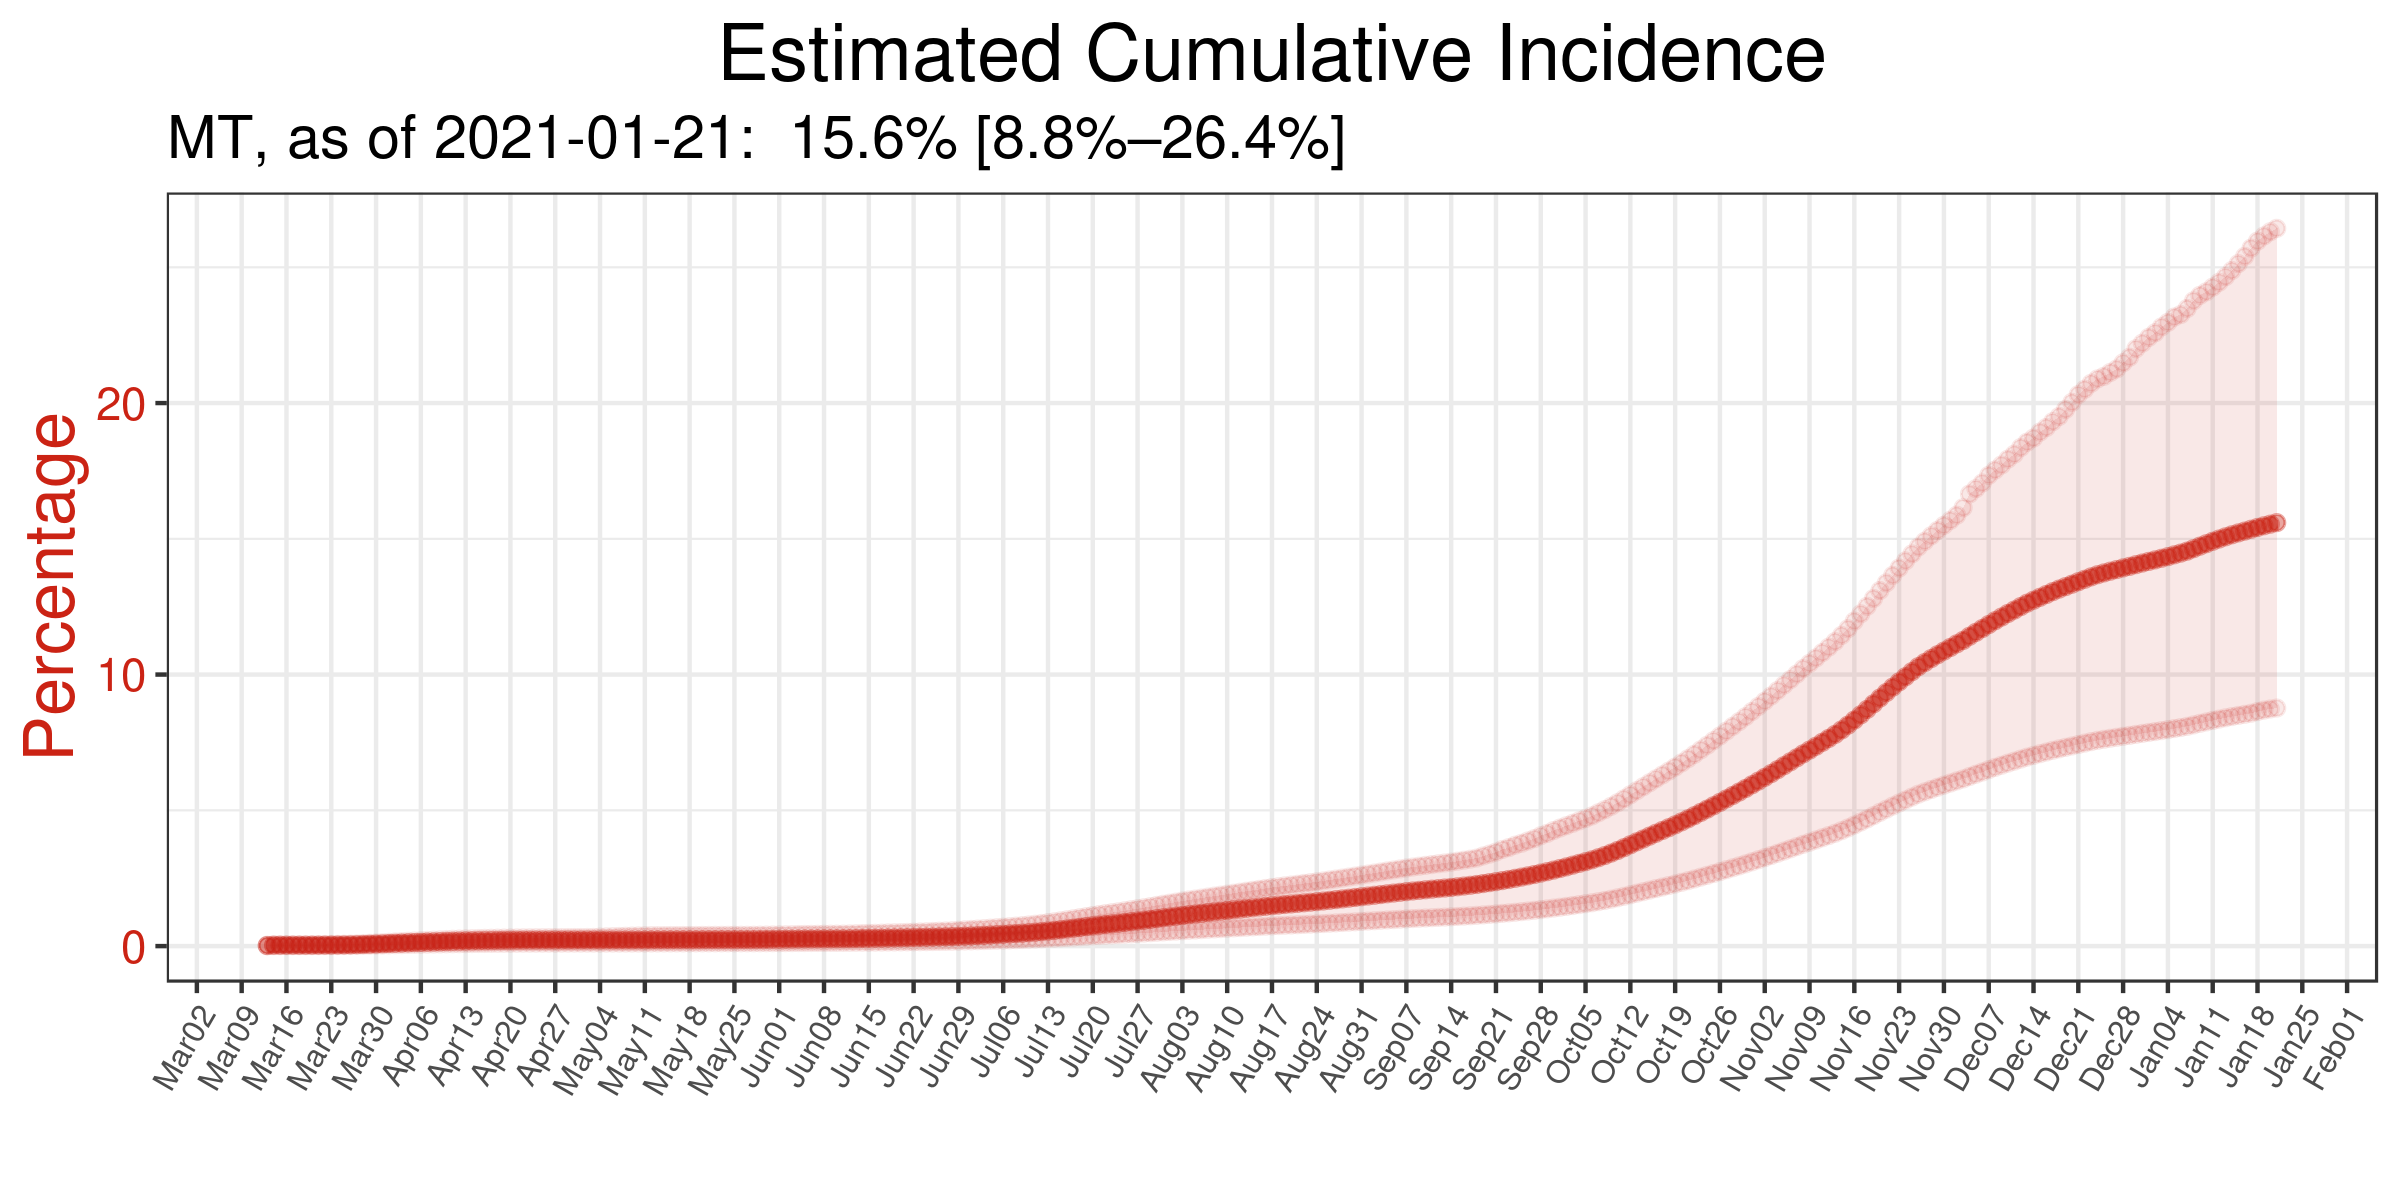 Estimated Cumulative Incidence
MT, as of 2021-01-21:  15.6% [8.8%–26.4%]
Percentage
20
10
0
Mar02 Mar09 Mar16 Mar23 Mar30 Apr06 Apr13 Apr20 Apr27 May04 May11 May18 May25 Jun01 Jun08 Jun15 Jun22 Jun29 Jul06 Jul13 Jul20 Jul27 Aug03 Aug10 Aug17 Aug24 Aug31 Sep07 Sep14 Sep21 Sep28 Oct05 Oct12 Oct19 Oct26 Nov02 Nov09 Nov16 Nov23 Nov30 Dec07 Dec14 Dec21 Dec28 Jan04 Jan11 Jan18 Jan25 Feb01